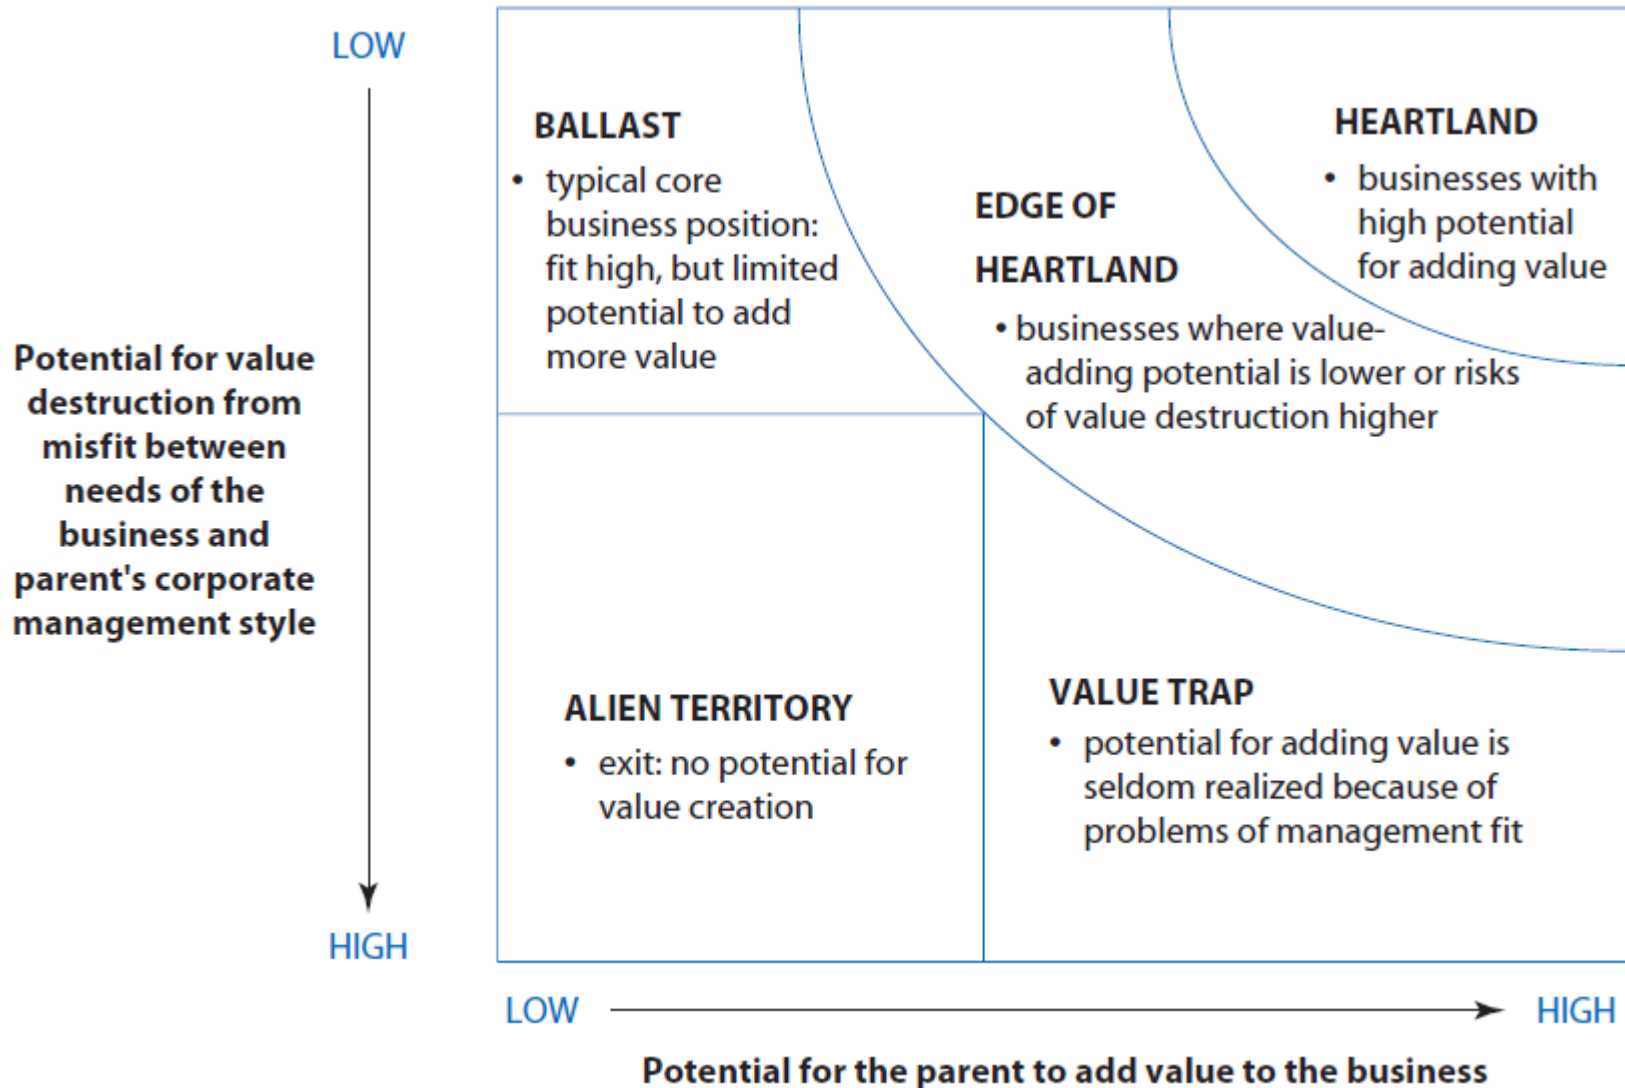 LOW
Potential for value
destruction from
misfit between
needs of the
business and
parent's corporate
management style
HIGH
BALLAST
• typical core
business position:
fit high, but limited
potential to add
more value
EDGE OF
HEARTLAND
• businesses where value-
adding potential is lower or risks
of value destruction higher
HEARTLAND
• businesses with
high potential
for adding value
ALIEN TERRITORY
• exit: no potential for
value creation
VALUE TRAP
• potential for adding value is
seldom realized because of
problems of management fit
LOW
HIGH
Potential for the parent to add value to the business